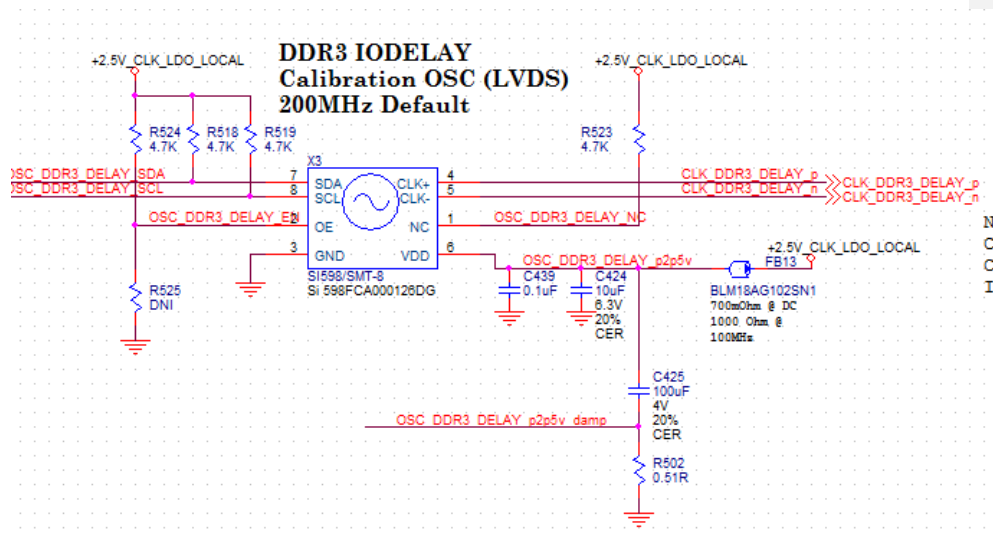 +2.5V_CLK_LDO_LOCAL
DDR3 IODELAY
Calibration OSC (LVDS)
200MHz Default
+2.5V_CLK_LDO_LOCAL
R524
4.7K
R518
4.7K
R519
4.7K
R523
4.7K
X3
OSC_DDR3_DELAY_SDA
7
SDA
CLK+
4
CLK_DDR3_DELAY_p
CLK_DDR3_DELAY_p
OSC_DDR3_DELAY_SCL
8
SCL
CLK-
5
CLK_DDR3_DELAY_n
CLK_DDR3_DELAY_n
OSC_DDR3_DELAY_EN
2
OE
NC
1
OSC_DDR3_DELAY_NC
3
GND
VDD
6
OSC_DDR3_DELAY_p2p5v
+2.5V_CLK_LDO_LOCAL
FB13
SI598/SMT-8
Si 598FCA000126DG
C439
0.1uF
C424
10uF
6.3V
20%
CER
BLM18AG102SN1
700mOhm @ DC
1000 Ohm @
100MHz
R525
DNI
C425
100uF
4V
20%
CER
OSC_DDR3_DELAY_p2p5v_damp
R502
0.51R
N
C
C
I